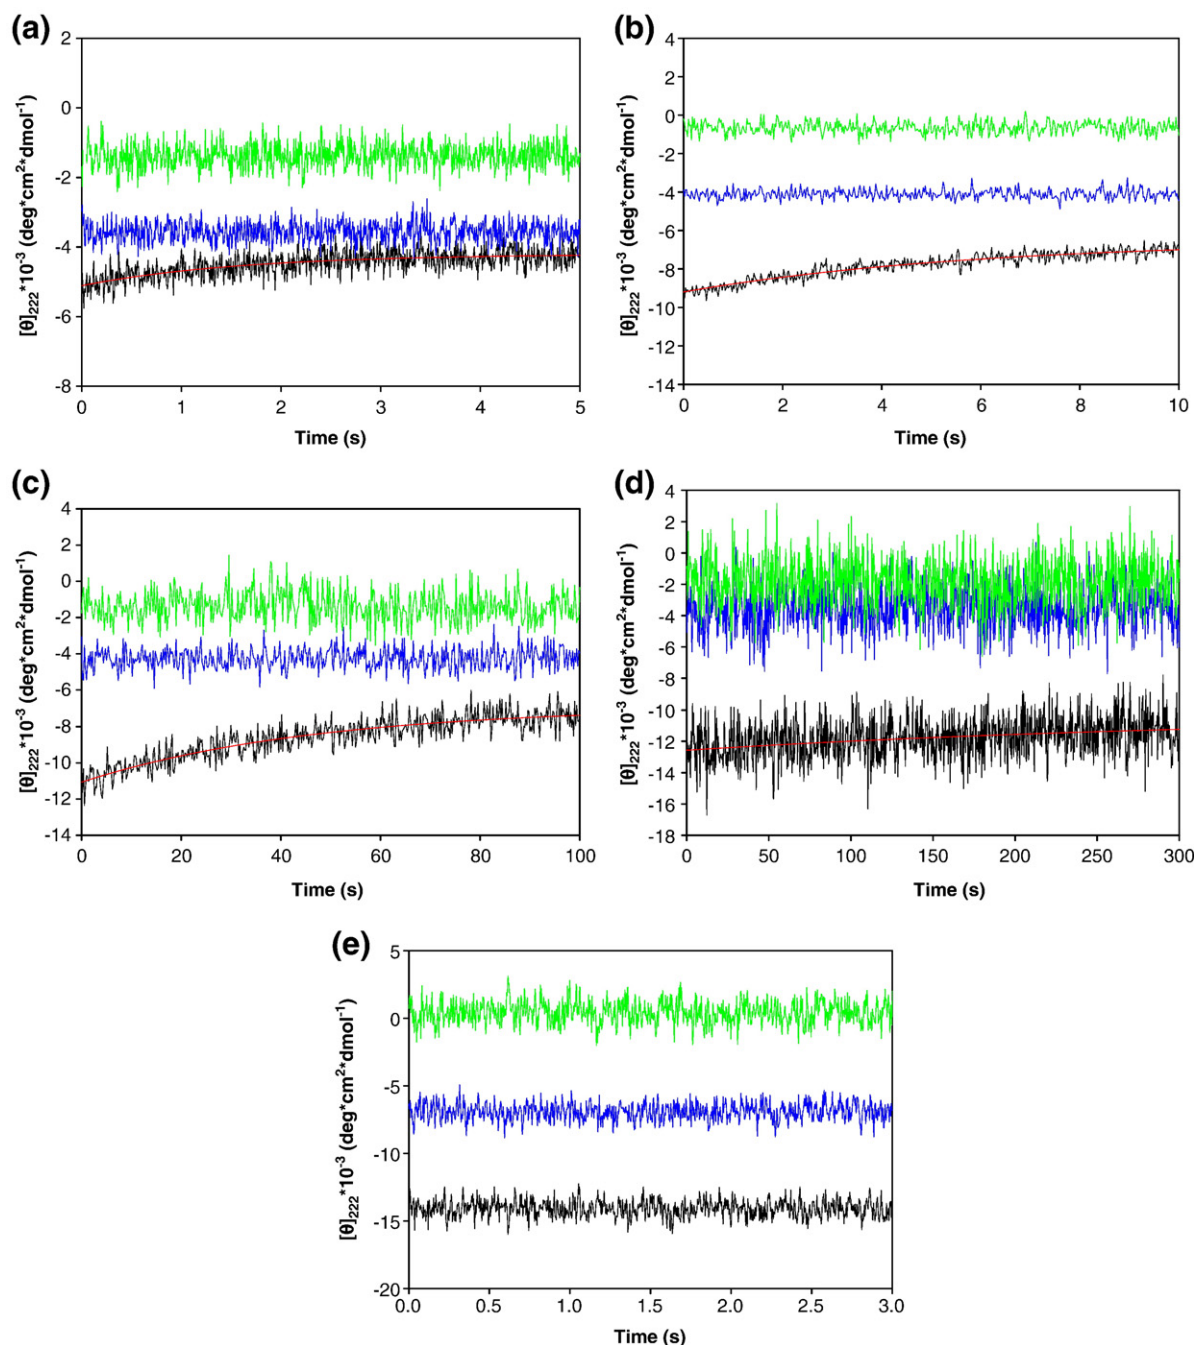 (a)
[θ]₂₂₂*10⁻³ (deg*cm²*dmol⁻¹)
2
0
-2
-4
-6
-8
0 1 2 3 4 5
Time (s)
(b)
[θ]₂₂₂*10⁻³ (deg*cm²*dmol⁻¹)
4
2
0
-2
-4
-6
-8
-10
-12
-14
0 2 4 6 8 10
Time (s)
(c)
[θ]₂₂₂*10⁻³ (deg*cm²*dmol⁻¹)
4
2
0
-2
-4
-6
-8
-10
-12
-14
0 20 40 60 80 100
Time (s)
(d)
[θ]₂₂₂*10⁻³ (deg*cm²*dmol⁻¹)
4
2
0
-2
-4
-6
-8
-10
-12
-14
-16
-18
0 50 100 150 200 250 300
Time (s)
(e)
[θ]₂₂₂*10⁻³ (deg*cm²*dmol⁻¹)
5
0
-5
-10
-15
-20
0.0 0.5 1.0 1.5 2.0 2.5 3.0
Time (s)